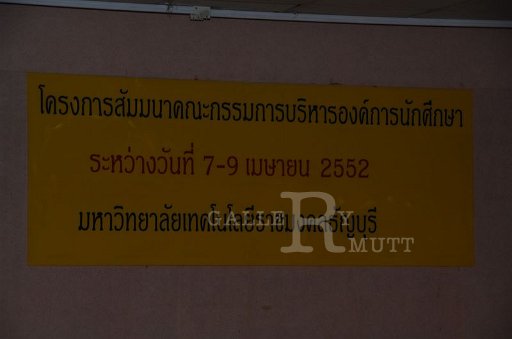 โครงการสัมมนาคณะกรรมการบริหารองค์การนักศึกษา
ระหว่างวันที่ 7-9 เมษายน 2552
มหาวิทยาลัยเทคโนโลยีราชมงคลธัญบุรี
GALLERY
RMUTT